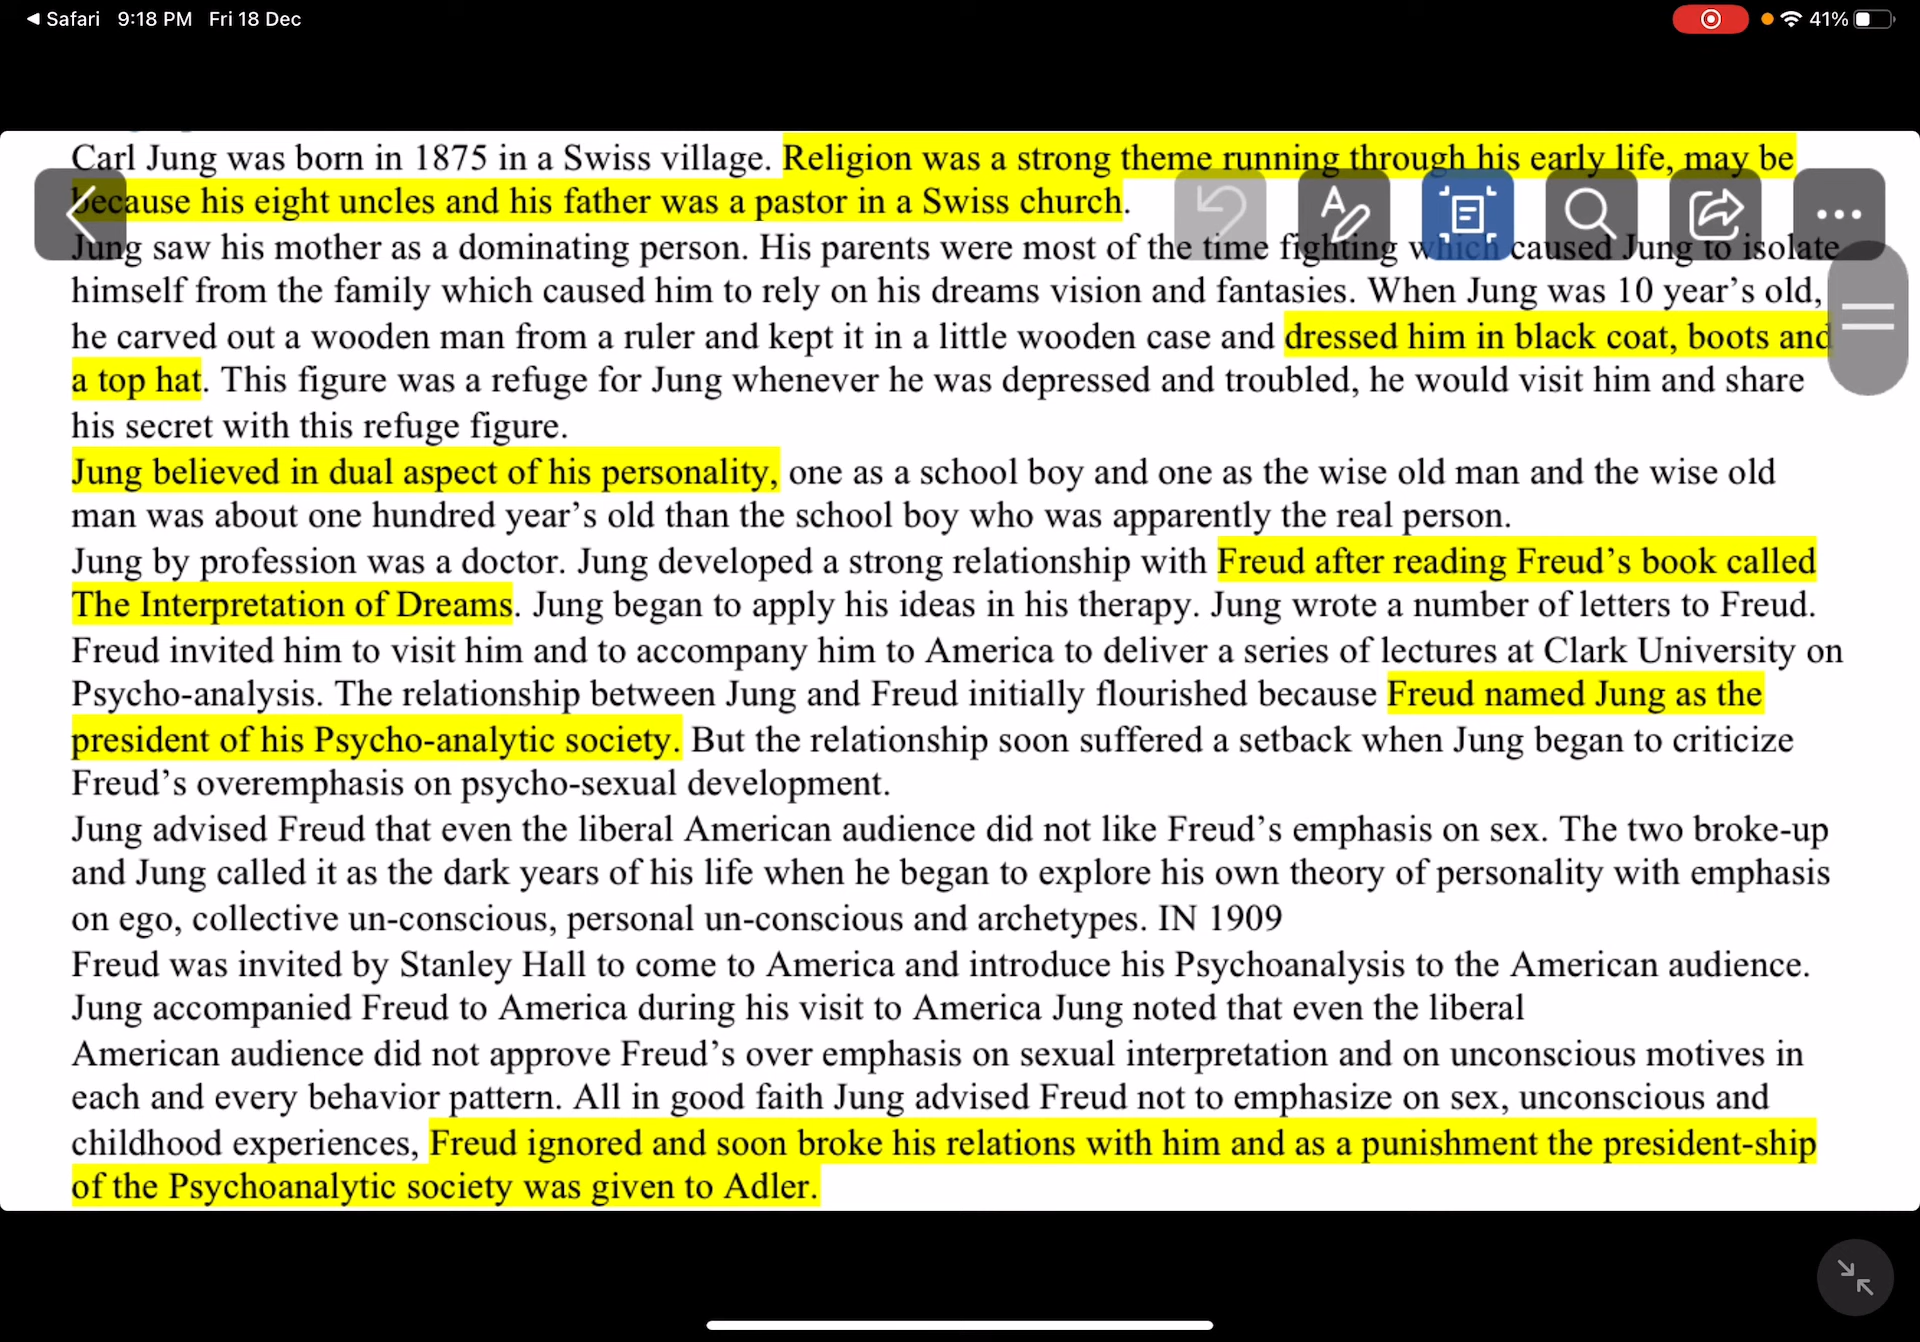 ◀ Safari 9:18 PM Fri 18 Dec 41%
Carl Jung was born in 1875 in a Swiss village. Religion was a strong theme running through his early life, may be
because his eight uncles and his father was a pastor in a Swiss church.
Jung saw his mother as a dominating person. His parents were most of the time fighting which caused Jung to isolate
himself from the family which caused him to rely on his dreams vision and fantasies. When Jung was 10 year’s old,
he carved out a wooden man from a ruler and kept it in a little wooden case and dressed him in black coat, boots and
a top hat. This figure was a refuge for Jung whenever he was depressed and troubled, he would visit him and share
his secret with this refuge figure.
Jung believed in dual aspect of his personality, one as a school boy and one as the wise old man and the wise old
man was about one hundred year’s old than the school boy who was apparently the real person.
Jung by profession was a doctor. Jung developed a strong relationship with Freud after reading Freud’s book called
The Interpretation of Dreams. Jung began to apply his ideas in his therapy. Jung wrote a number of letters to Freud.
Freud invited him to visit him and to accompany him to America to deliver a series of lectures at Clark University on
Psycho-analysis. The relationship between Jung and Freud initially flourished because Freud named Jung as the
president of his Psycho-analytic society. But the relationship soon suffered a setback when Jung began to criticize
Freud’s overemphasis on psycho-sexual development.
Jung advised Freud that even the liberal American audience did not like Freud’s emphasis on sex. The two broke-up
and Jung called it as the dark years of his life when he began to explore his own theory of personality with emphasis
on ego, collective un-conscious, personal un-conscious and archetypes. IN 1909
Freud was invited by Stanley Hall to come to America and introduce his Psychoanalysis to the American audience.
Jung accompanied Freud to America during his visit to America Jung noted that even the liberal
American audience did not approve Freud’s over emphasis on sexual interpretation and on unconscious motives in
each and every behavior pattern. All in good faith Jung advised Freud not to emphasize on sex, unconscious and
childhood experiences, Freud ignored and soon broke his relations with him and as a punishment the president-ship
of the Psychoanalytic society was given to Adler.